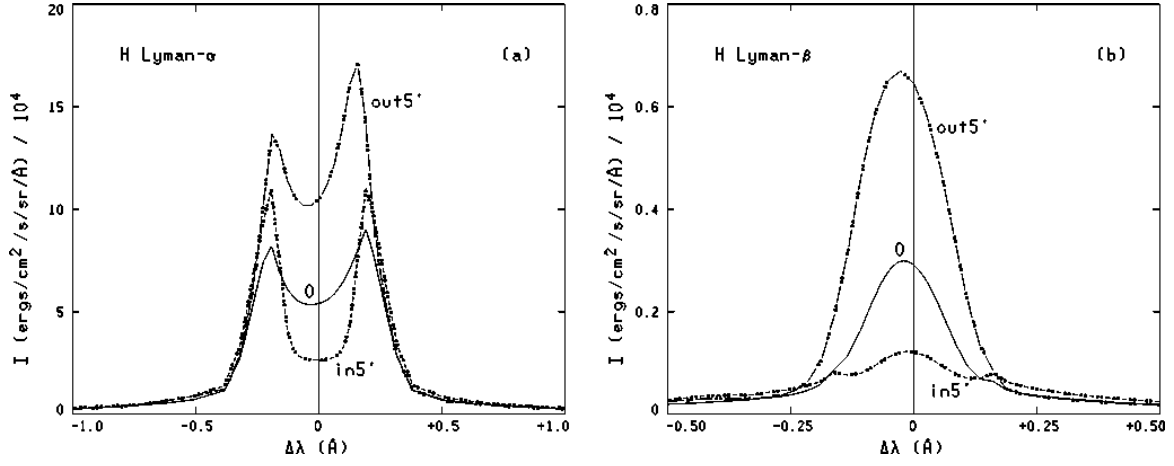 H Lyman-α
(a)
20
15
10
5
0
I (ergs/cm²/s/sr/Å) / 10⁴
out5'
0
in5'
-1.0
-0.5
0
+0.5
+1.0
Δλ (Å)
H Lyman-β
(b)
0.8
0.6
0.4
0.2
0
I (ergs/cm²/s/sr/Å) / 10⁴
out5'
0
in5'
-0.50
-0.25
0
+0.25
+0.50
Δλ (Å)